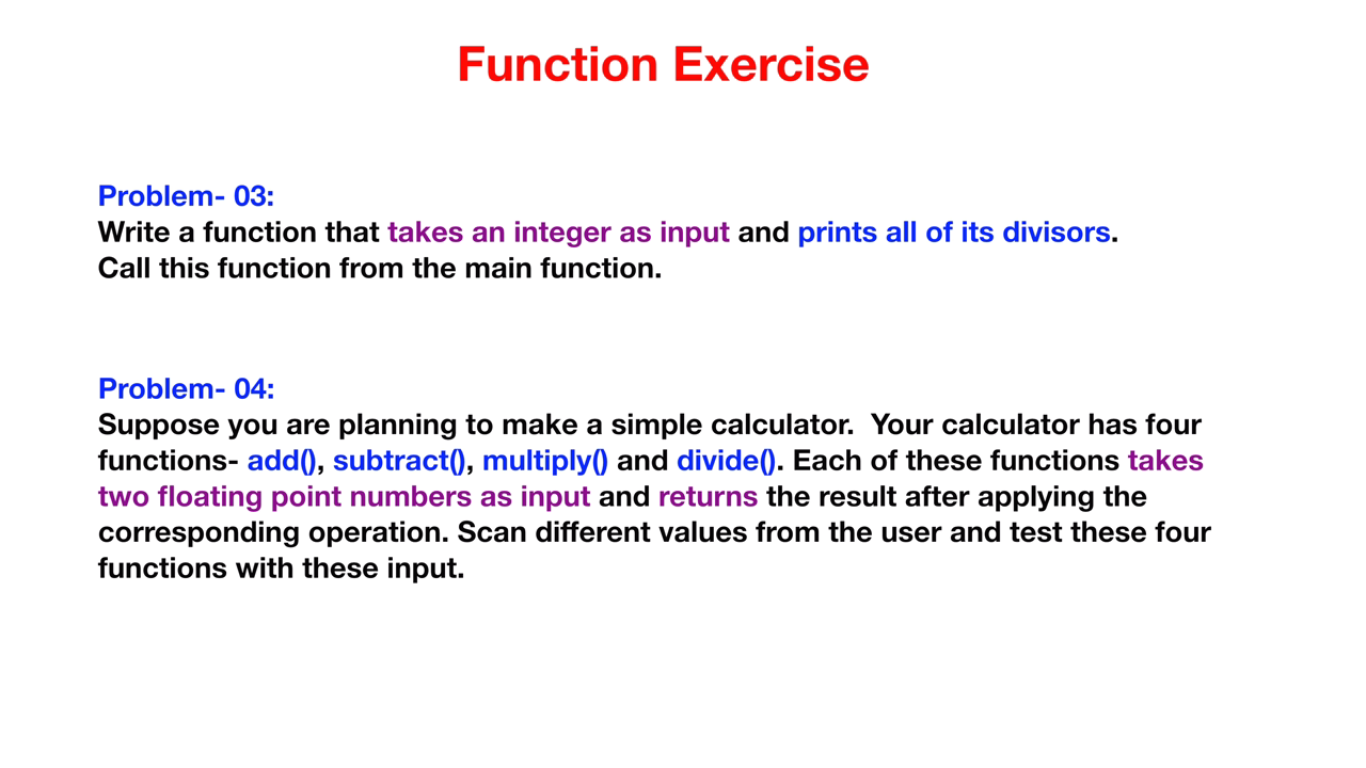 Function Exercise
Problem- 03:
Write a function that takes an integer as input and prints all of its divisors.
Call this function from the main function.
Problem- 04:
Suppose you are planning to make a simple calculator.  Your calculator has four
functions- add(), subtract(), multiply() and divide(). Each of these functions takes
two floating point numbers as input and returns the result after applying the
corresponding operation. Scan different values from the user and test these four
functions with these input.